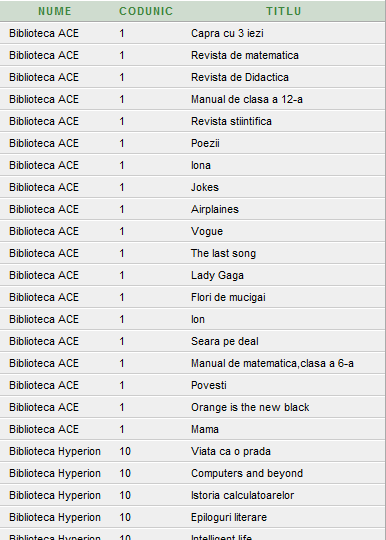 NUME CODUNIC TITLU
Biblioteca ACE 1 Capra cu 3 iezi
Biblioteca ACE 1 Revista de matematica
Biblioteca ACE 1 Revista de Didactica
Biblioteca ACE 1 Manual de clasa a 12-a
Biblioteca ACE 1 Revista stiintifica
Biblioteca ACE 1 Poezii
Biblioteca ACE 1 Iona
Biblioteca ACE 1 Jokes
Biblioteca ACE 1 Airplaines
Biblioteca ACE 1 Vogue
Biblioteca ACE 1 The last song
Biblioteca ACE 1 Lady Gaga
Biblioteca ACE 1 Flori de mucigai
Biblioteca ACE 1 Ion
Biblioteca ACE 1 Seara pe deal
Biblioteca ACE 1 Manual de matematica,clasa a 6-a
Biblioteca ACE 1 Povesti
Biblioteca ACE 1 Orange is the new black
Biblioteca ACE 1 Mama
Biblioteca Hyperion 10 Viata ca o prada
Biblioteca Hyperion 10 Computers and beyond
Biblioteca Hyperion 10 Istoria calculatoarelor
Biblioteca Hyperion 10 Epiloguri literare
Biblioteca Hyperion 10 Intelligent life